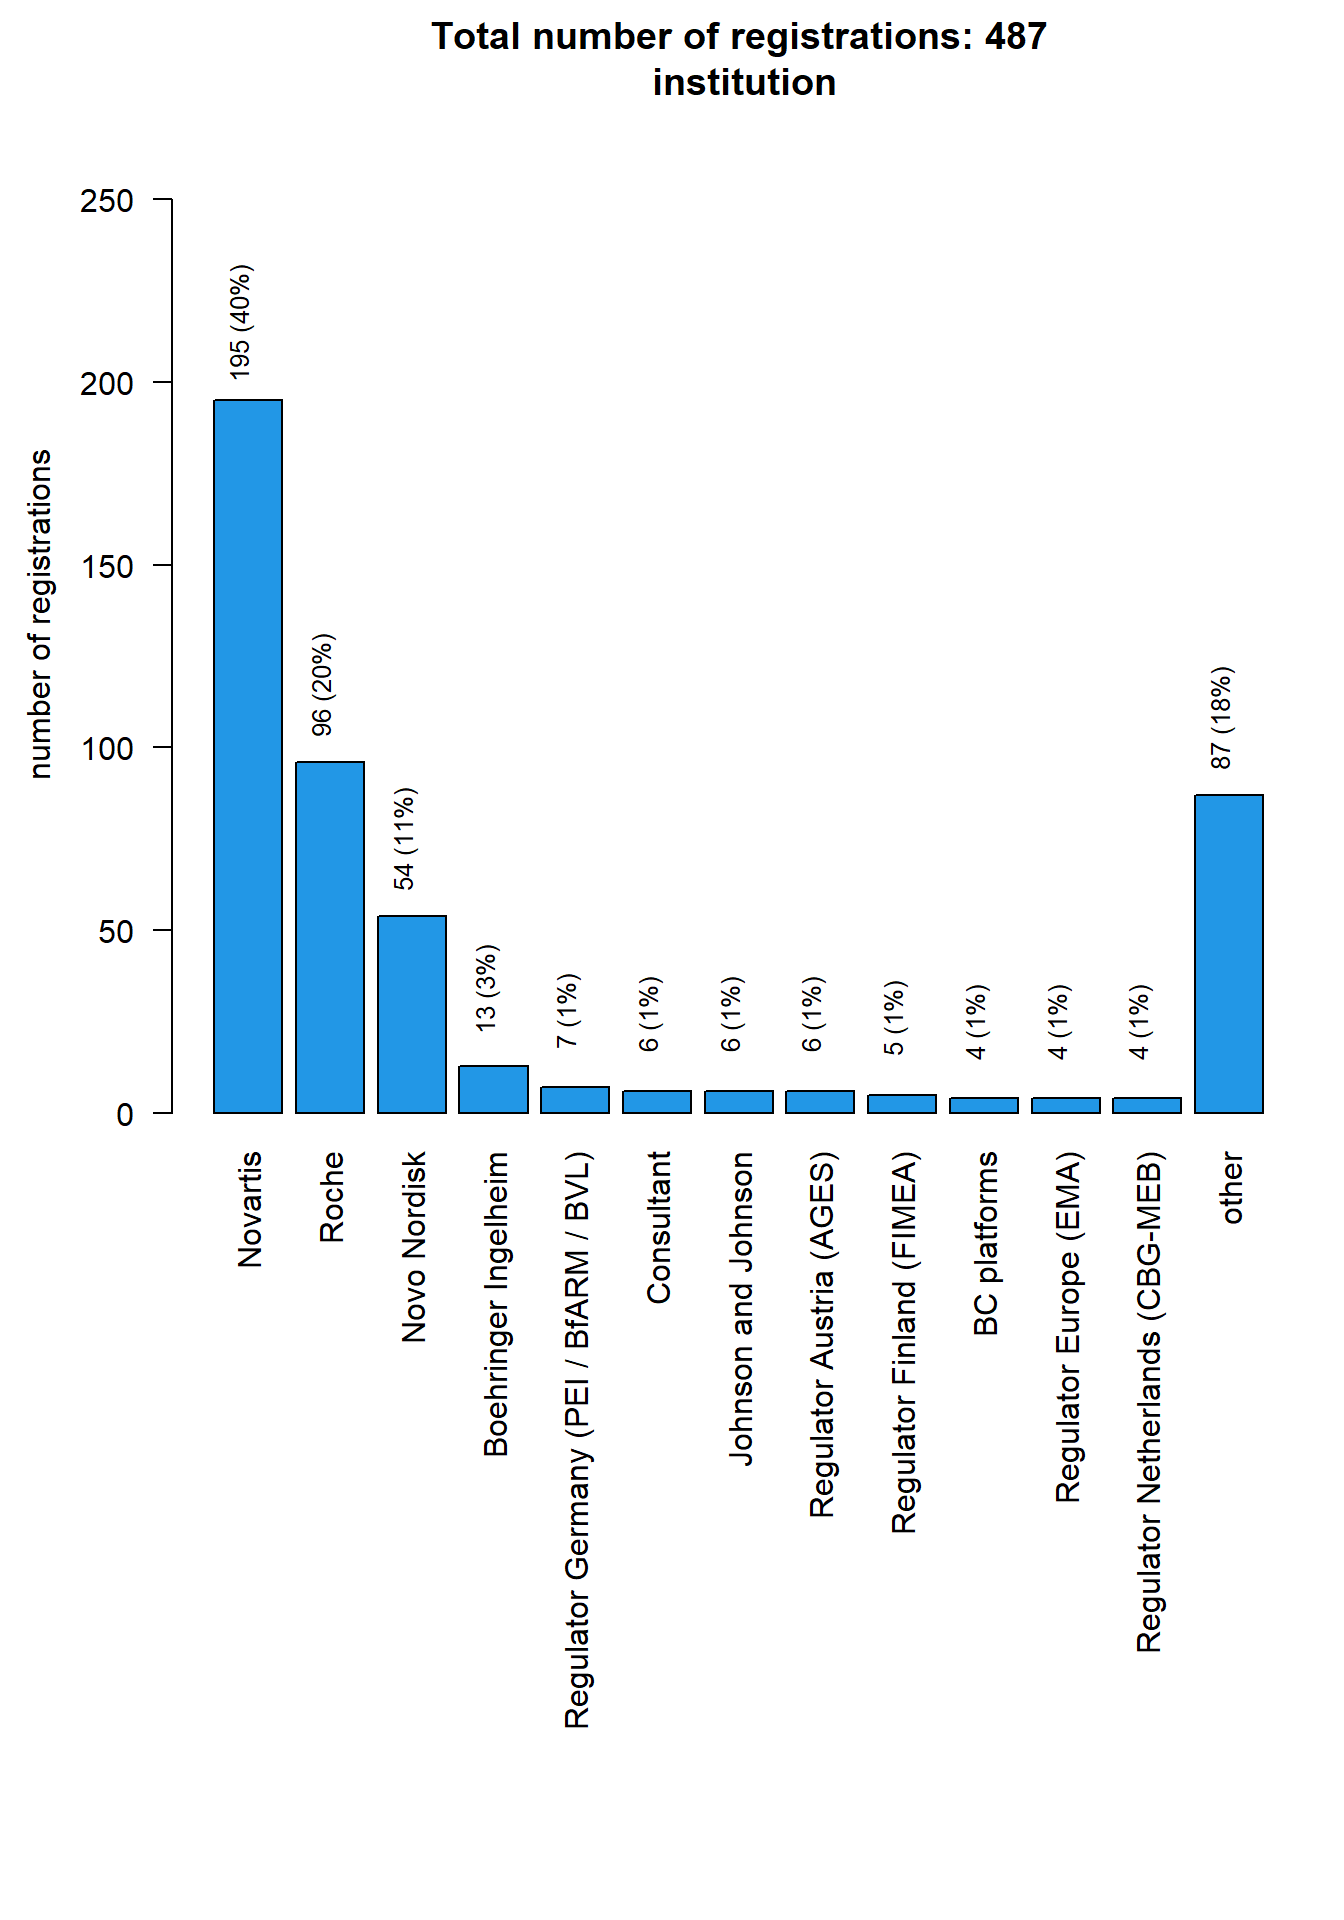 Total number of registrations: 487
institution
number of registrations
250
200
150
100
50
0
195 (40%)
96 (20%)
54 (11%)
13 (3%)
7 (1%)
6 (1%)
6 (1%)
6 (1%)
5 (1%)
4 (1%)
4 (1%)
4 (1%)
87 (18%)
Novartis
Roche
Novo Nordisk
Boehringer Ingelheim
Regulator Germany (PEI / BfARM / BVL)
Consultant
Johnson and Johnson
Regulator Austria (AGES)
Regulator Finland (FIMEA)
BC platforms
Regulator Europe (EMA)
Regulator Netherlands (CBG-MEB)
other